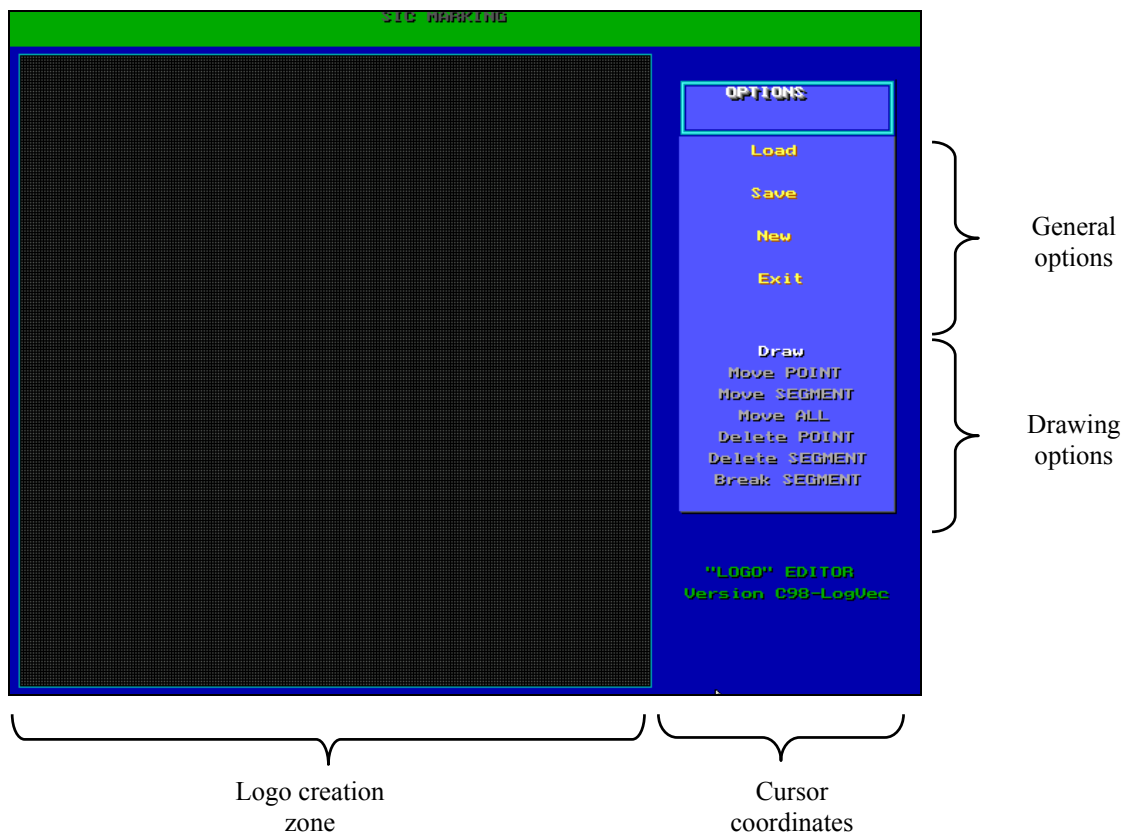 SIC MARKING
OPTIONS
Load
Save
New
Exit
General
options
Draw
Move POINT
Move SEGMENT
Move ALL
Delete POINT
Delete SEGMENT
Break SEGMENT
Drawing
options
"LOGO" EDITOR
Version C98-LogVec
Logo creation
zone
Cursor
coordinates